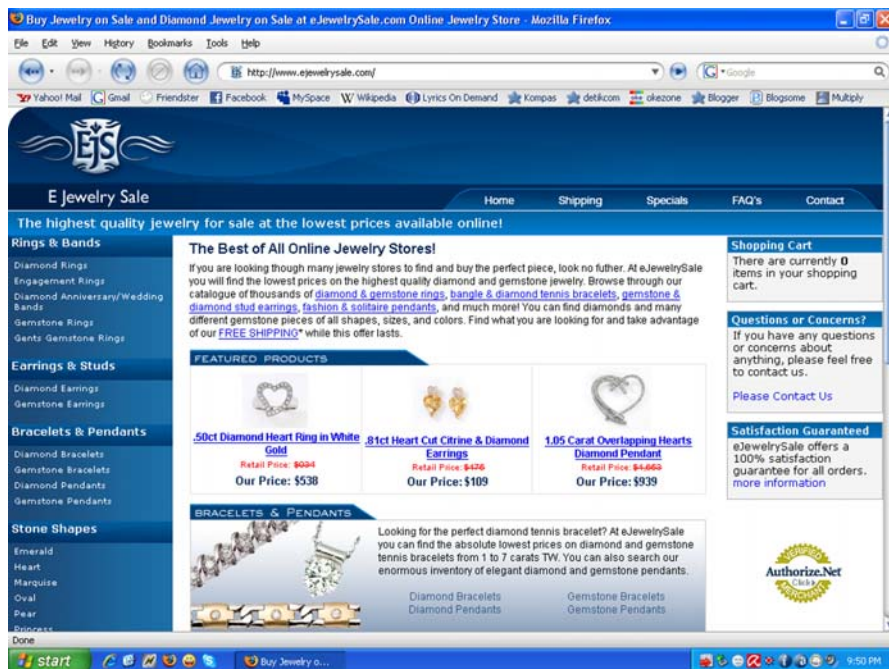 Buy Jewelry on Sale and Diamond Jewelry on Sale at eJewelrySale.com Online Jewelry Store - Mozilla Firefox
File Edit View History Bookmarks Tools Help
http://www.ejewelrysale.com/
Google
Yahoo! Mail Gmail Friendster Facebook MySpace Wikipedia Lyrics On Demand Kompas detikcom okezone Blogger Blogsome Multiply
EJS
E Jewelry Sale
Home Shipping Specials FAQ's Contact
The highest quality jewelry for sale at the lowest prices available online!
Rings & Bands
Diamond Rings
Engagement Rings
Diamond Anniversary/Wedding
Bands
Gemstone Rings
Gents Gemstone Rings
Earrings & Studs
Diamond Earrings
Gemstone Earrings
Bracelets & Pendants
Diamond Bracelets
Gemstone Bracelets
Diamond Pendants
Gemstone Pendants
Stone Shapes
Emerald
Heart
Marquise
Oval
Pear
Princess
The Best of All Online Jewelry Stores!
If you are looking though many jewelry stores to find and buy the perfect piece, look no futher. At eJewelrySale
you will find the lowest prices on the highest quality diamond and gemstone jewelry. Browse through our
catalogue of thousands of diamond & gemstone rings, bangle & diamond tennis bracelets, gemstone &
diamond stud earrings, fashion & solitaire pendants, and much more! You can find diamonds and many
different gemstone pieces of all shapes, sizes, and colors. Find what you are looking for and take advantage
of our FREE SHIPPING* while this offer lasts.
FEATURED PRODUCTS
.50ct Diamond Heart Ring in White
Gold
Retail Price: $934
Our Price: $538
.81ct Heart Cut Citrine & Diamond
Earrings
Retail Price: $476
Our Price: $109
1.05 Carat Overlapping Hearts
Diamond Pendant
Retail Price: $4,663
Our Price: $939
BRACELETS & PENDANTS
Looking for the perfect diamond tennis bracelet? At eJewelrySale
you can find the absolute lowest prices on diamond and gemstone
tennis bracelets from 1 to 7 carats TW. You can also search our
enormous inventory of elegant diamond and gemstone pendants.
Diamond Bracelets Gemstone Bracelets
Diamond Pendants Gemstone Pendants
Shopping Cart
There are currently 0
items in your shopping
cart.
Questions or Concerns?
If you have any questions
or concerns about
anything, please feel free
to contact us.
Please Contact Us
Satisfaction Guaranteed
eJewelrySale offers a
100% satisfaction
guarantee for all orders.
more information
VERIFIED
Authorize.Net
Click
MERCHANT
Done
start
Buy Jewelry o...
9:50 PM